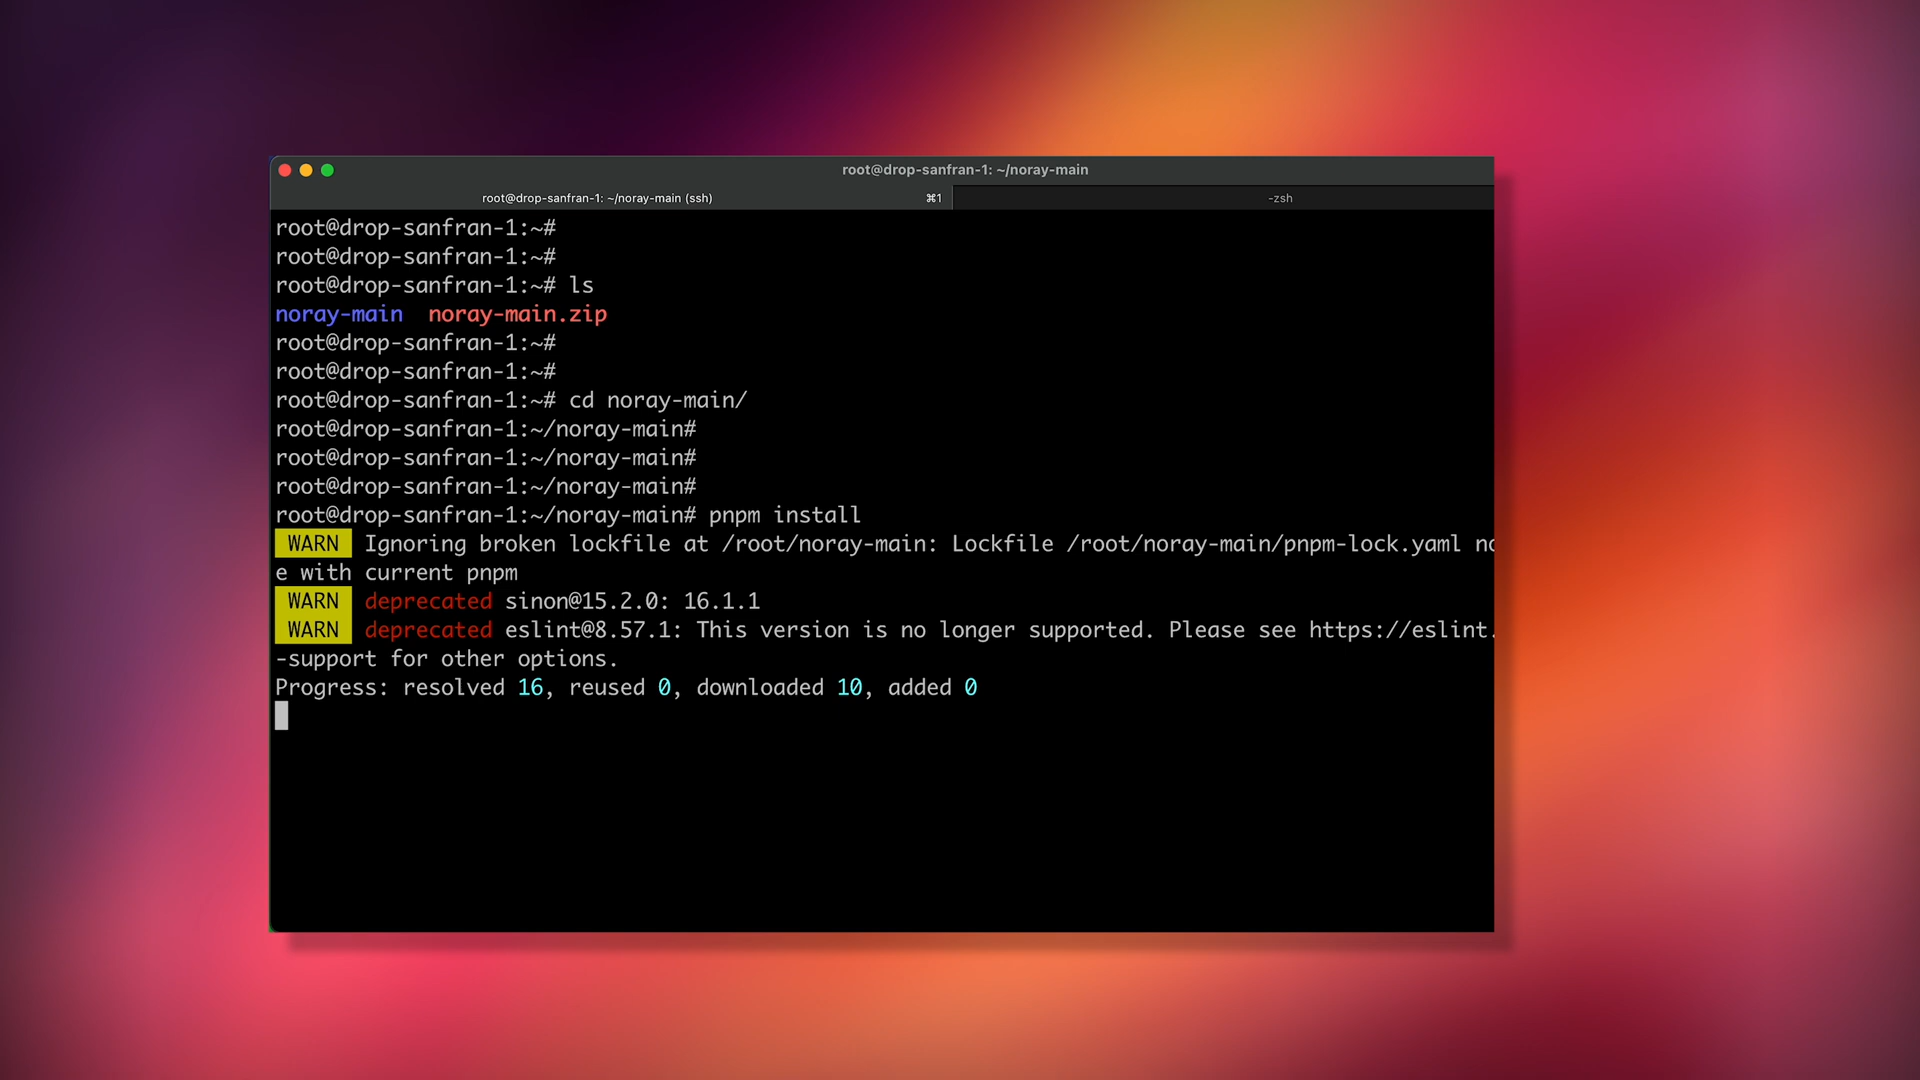 root@drop-sanfran-1: ~/noray-main
root@drop-sanfran-1: ~/noray-main (ssh) ⌘1 -zsh
root@drop-sanfran-1:~#
root@drop-sanfran-1:~#
root@drop-sanfran-1:~# ls
noray-main noray-main.zip
root@drop-sanfran-1:~#
root@drop-sanfran-1:~#
root@drop-sanfran-1:~# cd noray-main/
root@drop-sanfran-1:~/noray-main#
root@drop-sanfran-1:~/noray-main#
root@drop-sanfran-1:~/noray-main#
root@drop-sanfran-1:~/noray-main# pnpm install
WARN Ignoring broken lockfile at /root/noray-main: Lockfile /root/noray-main/pnpm-lock.yaml
e with current pnpm
WARN deprecated sinon@15.2.0: 16.1.1
WARN deprecated eslint@8.57.1: This version is no longer supported. Please see https://eslint.
-support for other options.
Progress: resolved 16, reused 0, downloaded 10, added 0